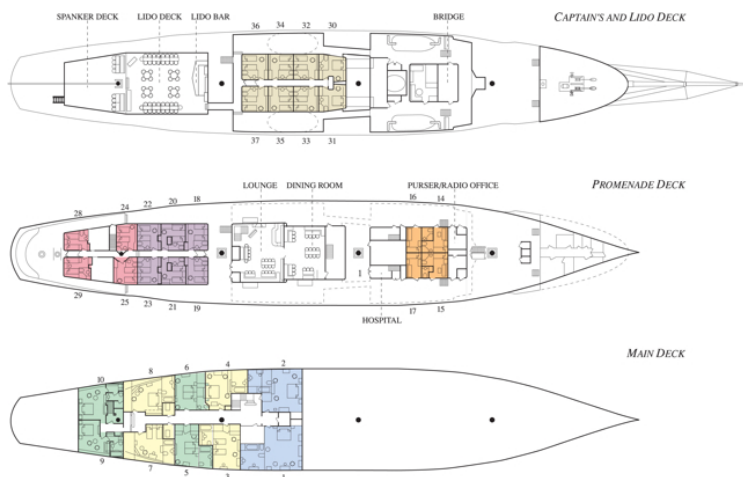 CAPTAIN'S AND LIDO DECK
SPANKER DECK LIDO DECK LIDO BAR 36 34 32 30 BRIDGE
37 35 33 31
PROMENADE DECK
LOUNGE DINING ROOM PURSER/RADIO OFFICE
28 24 22 20 18 16 14
1
29 25 23 21 19 17 15
HOSPITAL
MAIN DECK
10 8 6 4 2
9 7 5 3 1